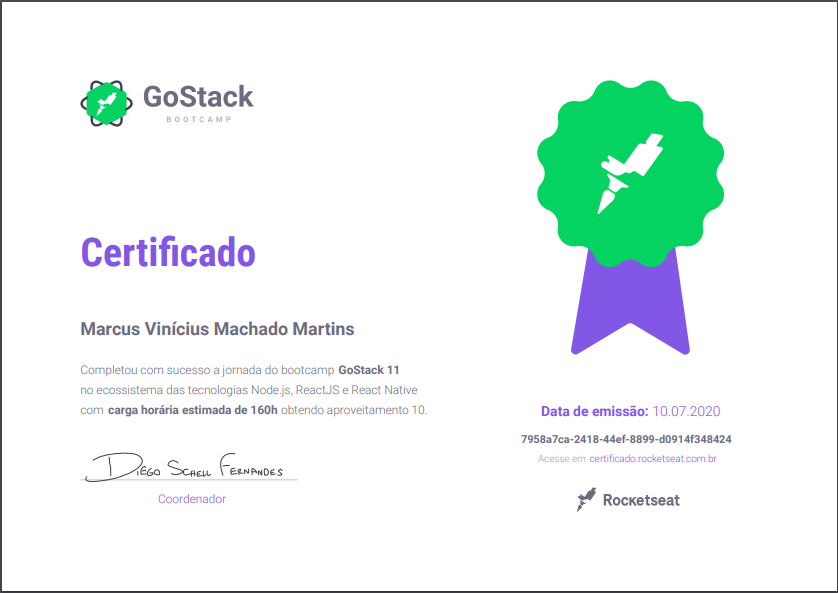 GoStack
BOOTCAMP
Certificado
Marcus Vinícius Machado Martins
Completou com sucesso a jornada do bootcamp GoStack 11
no ecossistema das tecnologias Node.js, ReactJS e React Native
com carga horária estimada de 160h obtendo aproveitamento 10.
Diego Schell Fernandes
Coordenador
Data de emissão: 10.07.2020
7958a7ca-2418-44ef-8899-d0914f348424
Acesse em certificado.rocketseat.com.br
Rocketseat